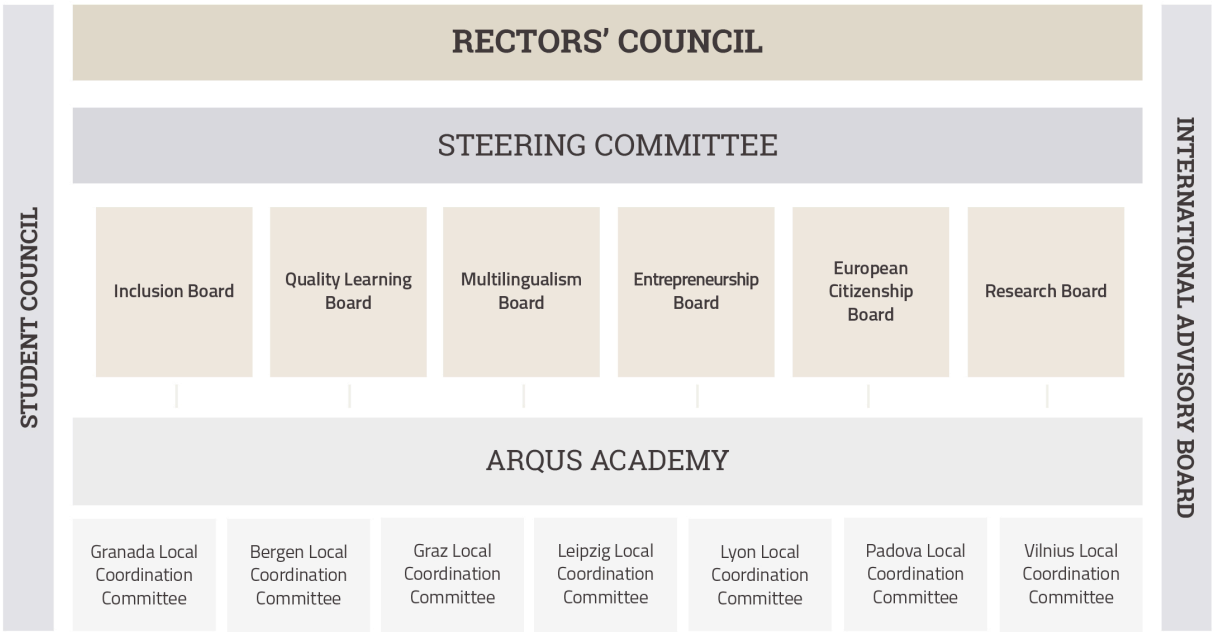 RECTORS’ COUNCIL
STEERING COMMITTEE
STUDENT COUNCIL
INTERNATIONAL ADVISORY BOARD
Inclusion Board
Quality Learning
Board
Multilingualism
Board
Entrepreneurship
Board
European
Citizenship
Board
Research Board
ARQUS ACADEMY
Granada Local
Coordination
Committee
Bergen Local
Coordination
Committee
Graz Local
Coordination
Committee
Leipzig Local
Coordination
Committee
Lyon Local
Coordination
Committee
Padova Local
Coordination
Committee
Vilnius Local
Coordination
Committee